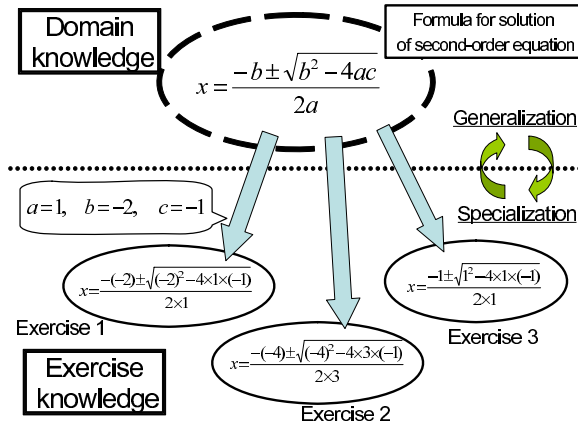 Domain
knowledge
Formula for solution
of second-order equation
x = (-b ± √(b² - 4ac)) / 2a
Generalization
Specialization
a=1, b=-2, c=-1
x = (-(-2) ± √((-2)² - 4×1×(-1))) / 2×1
Exercise 1
x = (-1 ± √(1² - 4×1×(-1))) / 2×1
Exercise 3
x = (-(-4) ± √((-4)² - 4×3×(-1))) / 2×3
Exercise 2
Exercise
knowledge